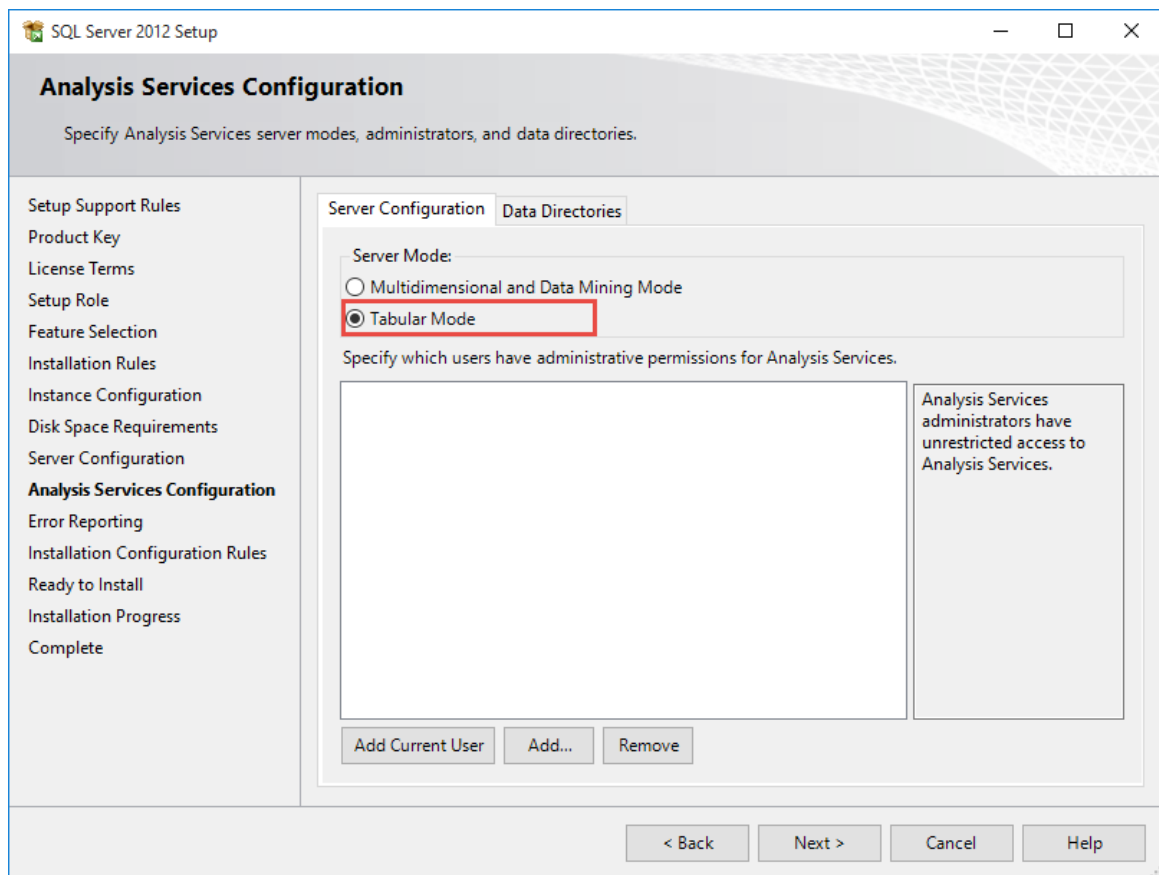 SQL Server 2012 Setup
Analysis Services Configuration
Specify Analysis Services server modes, administrators, and data directories.
Setup Support Rules
Product Key
License Terms
Setup Role
Feature Selection
Installation Rules
Instance Configuration
Disk Space Requirements
Server Configuration
Analysis Services Configuration
Error Reporting
Installation Configuration Rules
Ready to Install
Installation Progress
Complete
Server Configuration
Data Directories
Server Mode:
Multidimensional and Data Mining Mode
Tabular Mode
Specify which users have administrative permissions for Analysis Services.
Analysis Services
administrators have
unrestricted access to
Analysis Services.
Add Current User
Add...
Remove
< Back
Next >
Cancel
Help